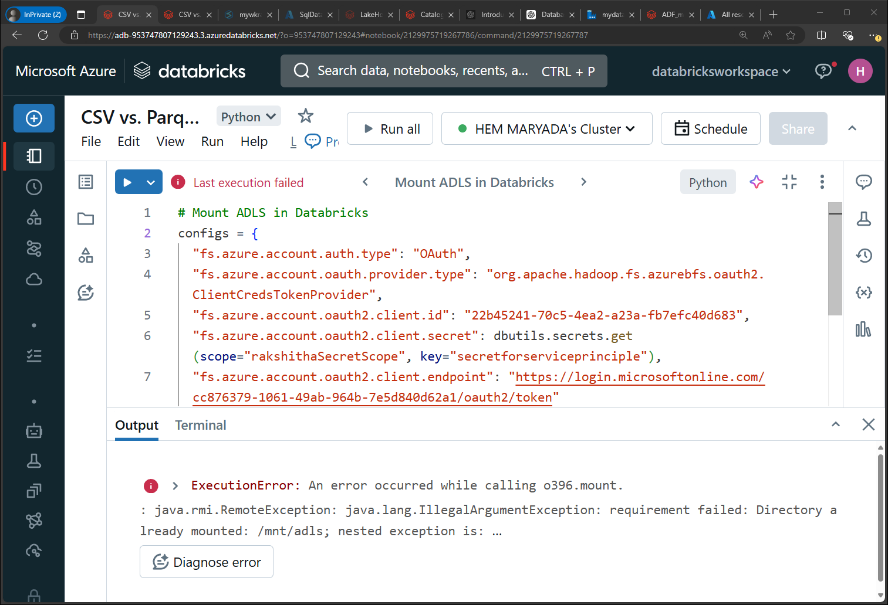 InPrivate (2)
CSV vs.
CSV vs.
mywk
SqlDat
LakeH
Catalo
Introdu
Databa
mydat
ADF_n
All res
https://adb-953747807129243.3.azuredatabricks.net/?o=953747807129243#notebook/2129975719267786/command/2129975719267787
Microsoft Azure
databricks
Search data, notebooks, recents, a... CTRL + P
databricksworkspace
H
CSV vs. Parq...
Python
File Edit View Run Help
Run all
HEM MARYADA's Cluster
Schedule
Share
Last execution failed
Mount ADLS in Databricks
Python
1 # Mount ADLS in Databricks
2 configs = {
3 "fs.azure.account.auth.type": "OAuth",
4 "fs.azure.account.oauth.provider.type": "org.apache.hadoop.fs.azurebfs.oauth2.
ClientCredsTokenProvider",
5 "fs.azure.account.oauth2.client.id": "22b45241-70c5-4ea2-a23a-fb7efc40d683",
6 "fs.azure.account.oauth2.client.secret": dbutils.secrets.get
(scope="rakshithaSecretScope", key="secretforserviceprinciple"),
7 "fs.azure.account.oauth2.client.endpoint": "https://login.microsoftonline.com/
cc876379-1061-49ab-964b-7e5d840d62a1/oauth2/token"
Output Terminal
ExecutionError: An error occurred while calling o396.mount.
: java.rmi.RemoteException: java.lang.IllegalArgumentException: requirement failed: Directory a
lready mounted: /mnt/adls; nested exception is: ...
Diagnose error